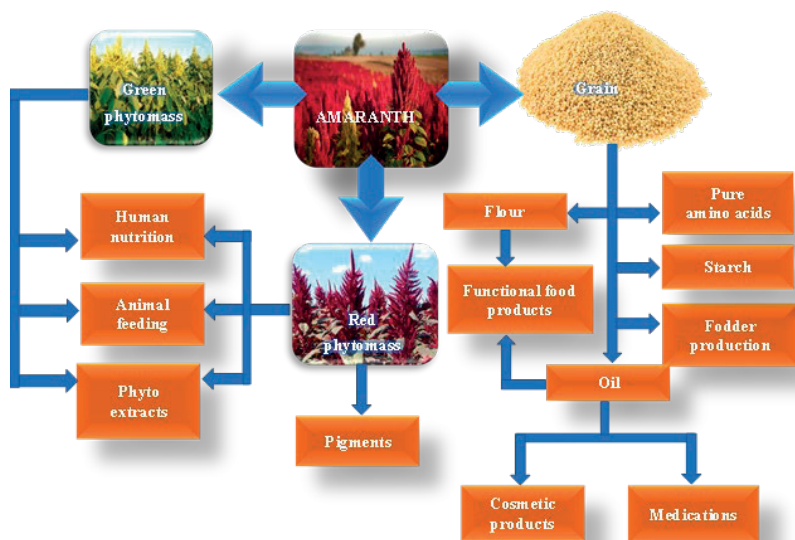 Green
phytomass
AMARANTH
Grain
Human
nutrition
Animal
feeding
Phyto
extracts
Red
phytomass
Pigments
Flour
Functional food
products
Pure
amino acids
Starch
Fodder
production
Oil
Cosmetic
products
Medications